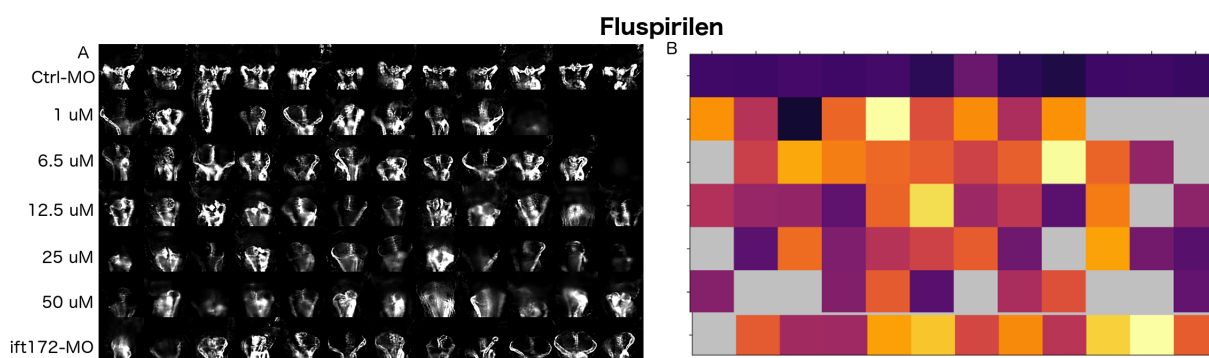 Fluspirilen
A
B
Ctrl-MO
1 uM
6.5 uM
12.5 uM
25 uM
50 uM
ift172-MO